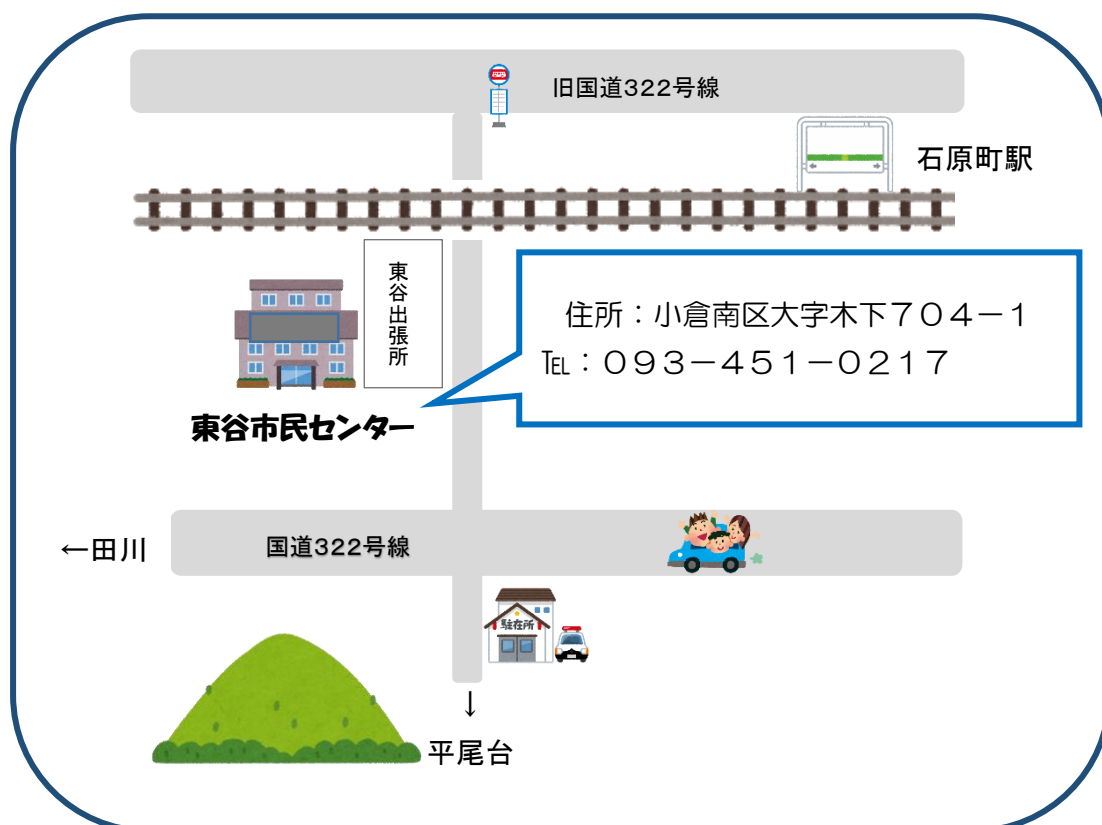 旧国道322号線
石原町駅
東谷出張所
住所：小倉南区大字木下７０４－１
℡：０９３－４５１－０２１７
東谷市民センター
←田川
国道322号線
駐在所
↓
平尾台